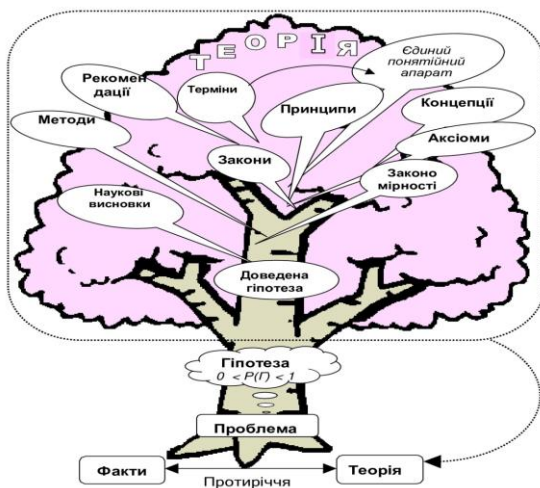 ТЕОРІЯ
Єдиний
понятійний
апарат
Рекомен
дації
Терміни
Принципи
Концепції
Методи
Аксіоми
Закони
Законо
мірності
Наукові
висновки
Доведена
гіпотеза
Гіпотеза
0 < P(Г) < 1
Проблема
Факти
Протиріччя
Теорія